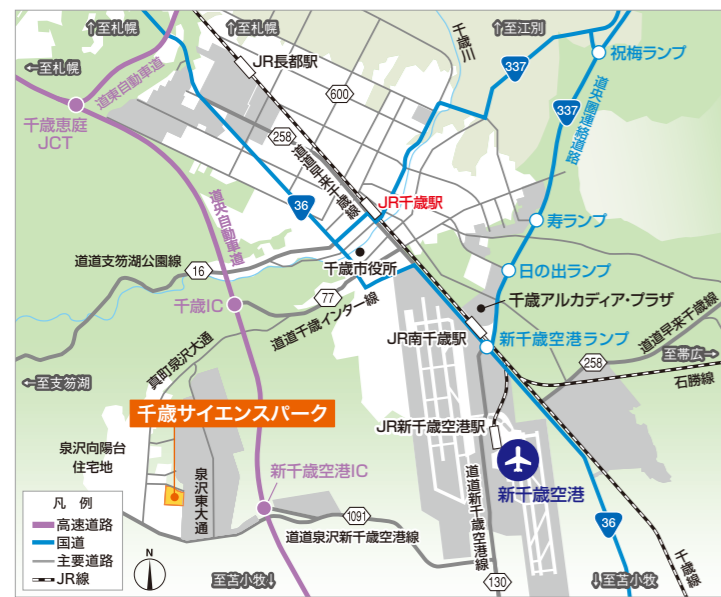 ↑至札幌
↑至札幌
千歳川
↑至江別
←至札幌
道東自動車道
JR長都駅
337
祝梅ランプ
600
337
道央圏連絡道路
千歳恵庭
JCT
258
道道早来千歳線
36
JR千歳駅
道央自動車道
寿ランプ
道道支笏湖公園線
16
千歳市役所
日の出ランプ
77
千歳アルカディア・プラザ
千歳IC
道道千歳インター線
JR南千歳駅
新千歳空港ランプ
道道早来千歳線
258
至帯広→
石勝線
←至支笏湖
真町泉沢大通
千歳サイエンスパーク
JR新千歳空港駅
泉沢向陽台
住宅地
泉沢東大通
新千歳空港IC
新千歳空港
道道新千歳空港線
凡 例
高速道路
国道
主要道路
JR線
N
1091
道道泉沢新千歳空港線
36
千歳線
至苫小牧↓
130
↓至苫小牧